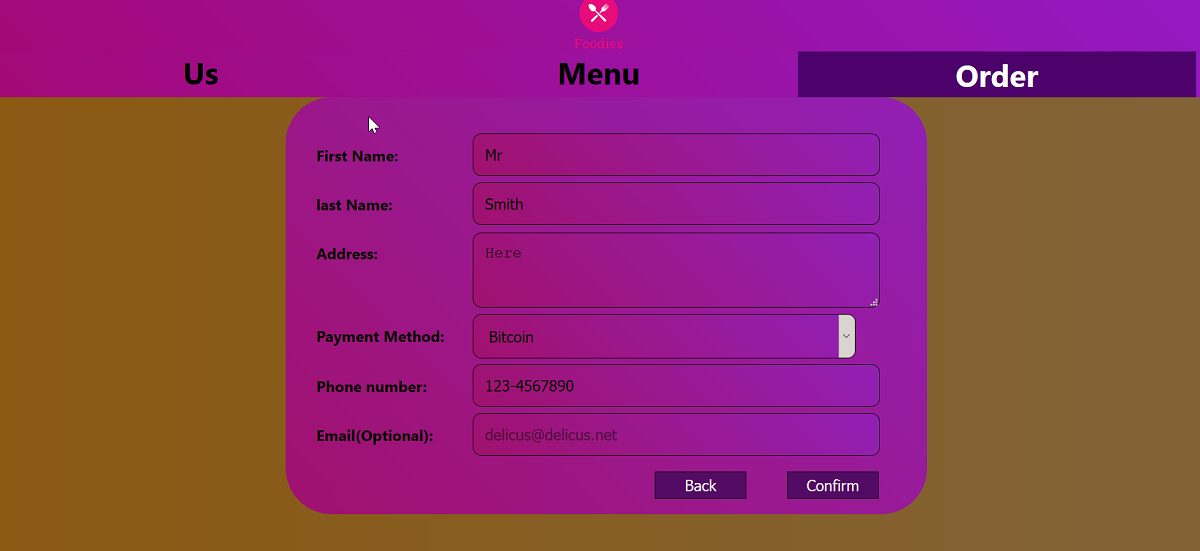 Foodies
Us Menu Order
First Name: Mr
last Name: Smith
Address: Here
Payment Method: Bitcoin
Phone number: 123-4567890
Email(Optional): delicus@delicus.net
Back Confirm